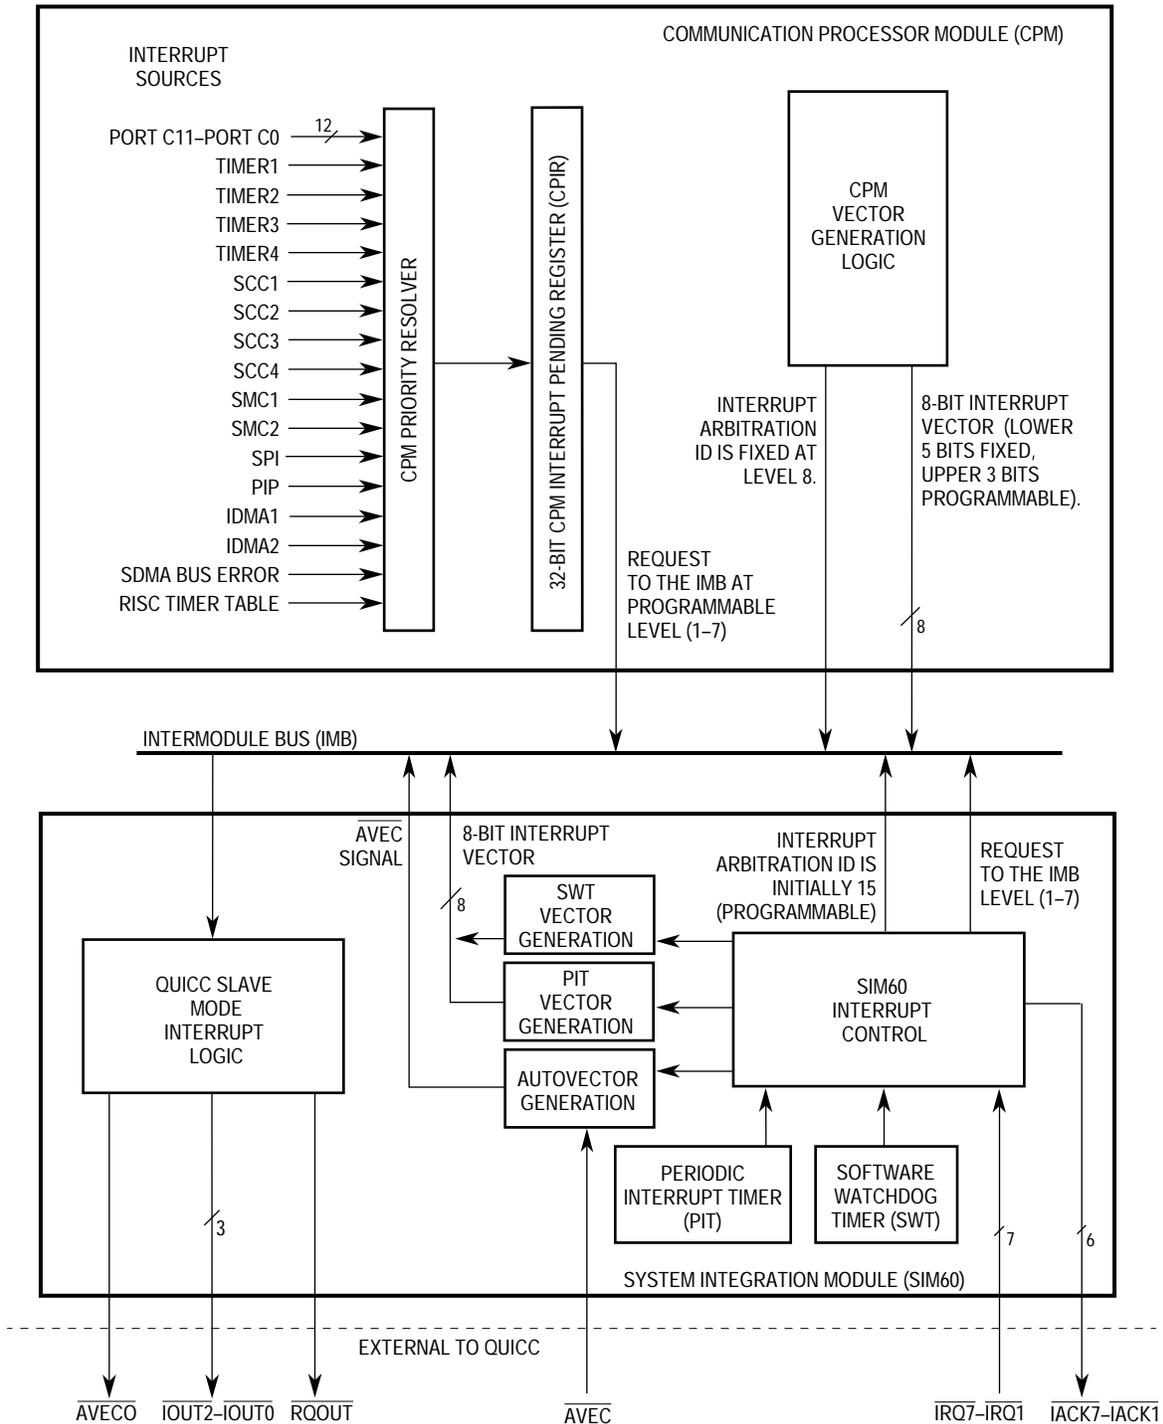 COMMUNICATION PROCESSOR MODULE (CPM)
INTERRUPT
SOURCES
PORT C11–PORT C0
12
TIMER1
TIMER2
TIMER3
TIMER4
SCC1
SCC2
SCC3
SCC4
SMC1
SMC2
SPI
PIP
IDMA1
IDMA2
SDMA BUS ERROR
RISC TIMER TABLE
CPM PRIORITY RESOLVER
32-BIT CPM INTERRUPT PENDING REGISTER (CPIR)
CPM
VECTOR
GENERATION
LOGIC
INTERRUPT
ARBITRATION
ID IS FIXED AT
LEVEL 8.
8-BIT INTERRUPT
VECTOR (LOWER
5 BITS FIXED,
UPPER 3 BITS
PROGRAMMABLE).
REQUEST
TO THE IMB AT
PROGRAMMABLE
LEVEL (1–7)
8
INTERMODULE BUS (IMB)
AVEC
SIGNAL
8-BIT INTERRUPT
VECTOR
8
INTERRUPT
ARBITRATION ID IS
INITIALLY 15
(PROGRAMMABLE)
REQUEST
TO THE IMB
LEVEL (1–7)
SWT
VECTOR
GENERATION
PIT
VECTOR
GENERATION
AUTOVECTOR
GENERATION
QUICC SLAVE
MODE
INTERRUPT
LOGIC
SIM60
INTERRUPT
CONTROL
PERIODIC
INTERRUPT TIMER
(PIT)
SOFTWARE
WATCHDOG
TIMER (SWT)
3
7
6
SYSTEM INTEGRATION MODULE (SIM60)
EXTERNAL TO QUICC
AVECO
IOUT2–IOUT0
RQOUT
AVEC
IRQ7–IRQ1
IACK7–IACK1